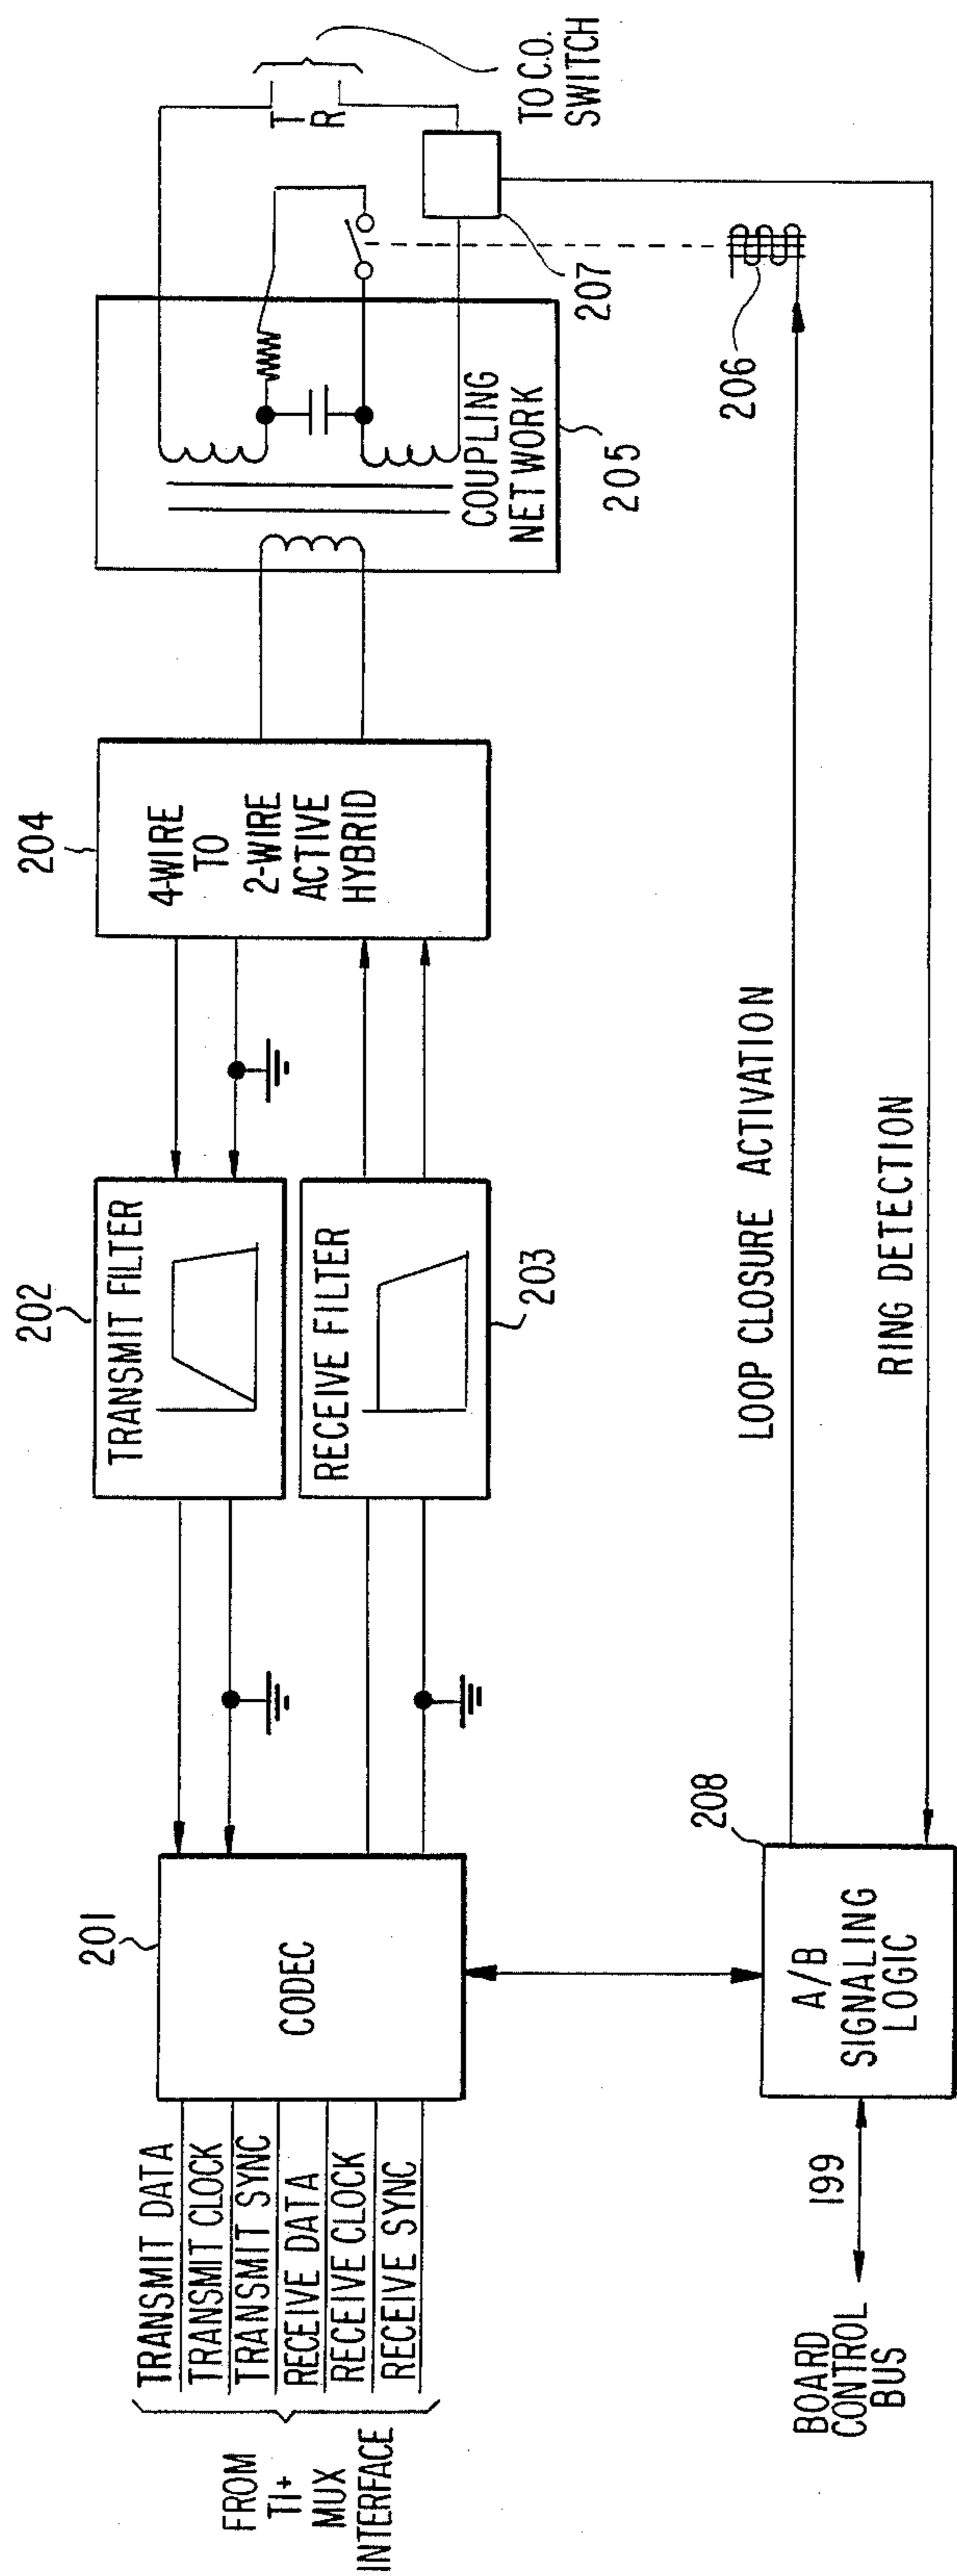 FROM
T1+
MUX
INTERFACE
TRANSMIT DATA
TRANSMIT CLOCK
TRANSMIT SYNC
RECEIVE DATA
RECEIVE CLOCK
RECEIVE SYNC
201
CODEC
202
TRANSMIT FILTER
RECEIVE FILTER
203
204
4-WIRE
TO
2-WIRE
ACTIVE
HYBRID
COUPLING
NETWORK
205
T
R
TO C.O.
SWITCH
207
206
LOOP CLOSURE ACTIVATION
RING DETECTION
208
A/B
SIGNALING
LOGIC
199
BOARD
CONTROL
BUS